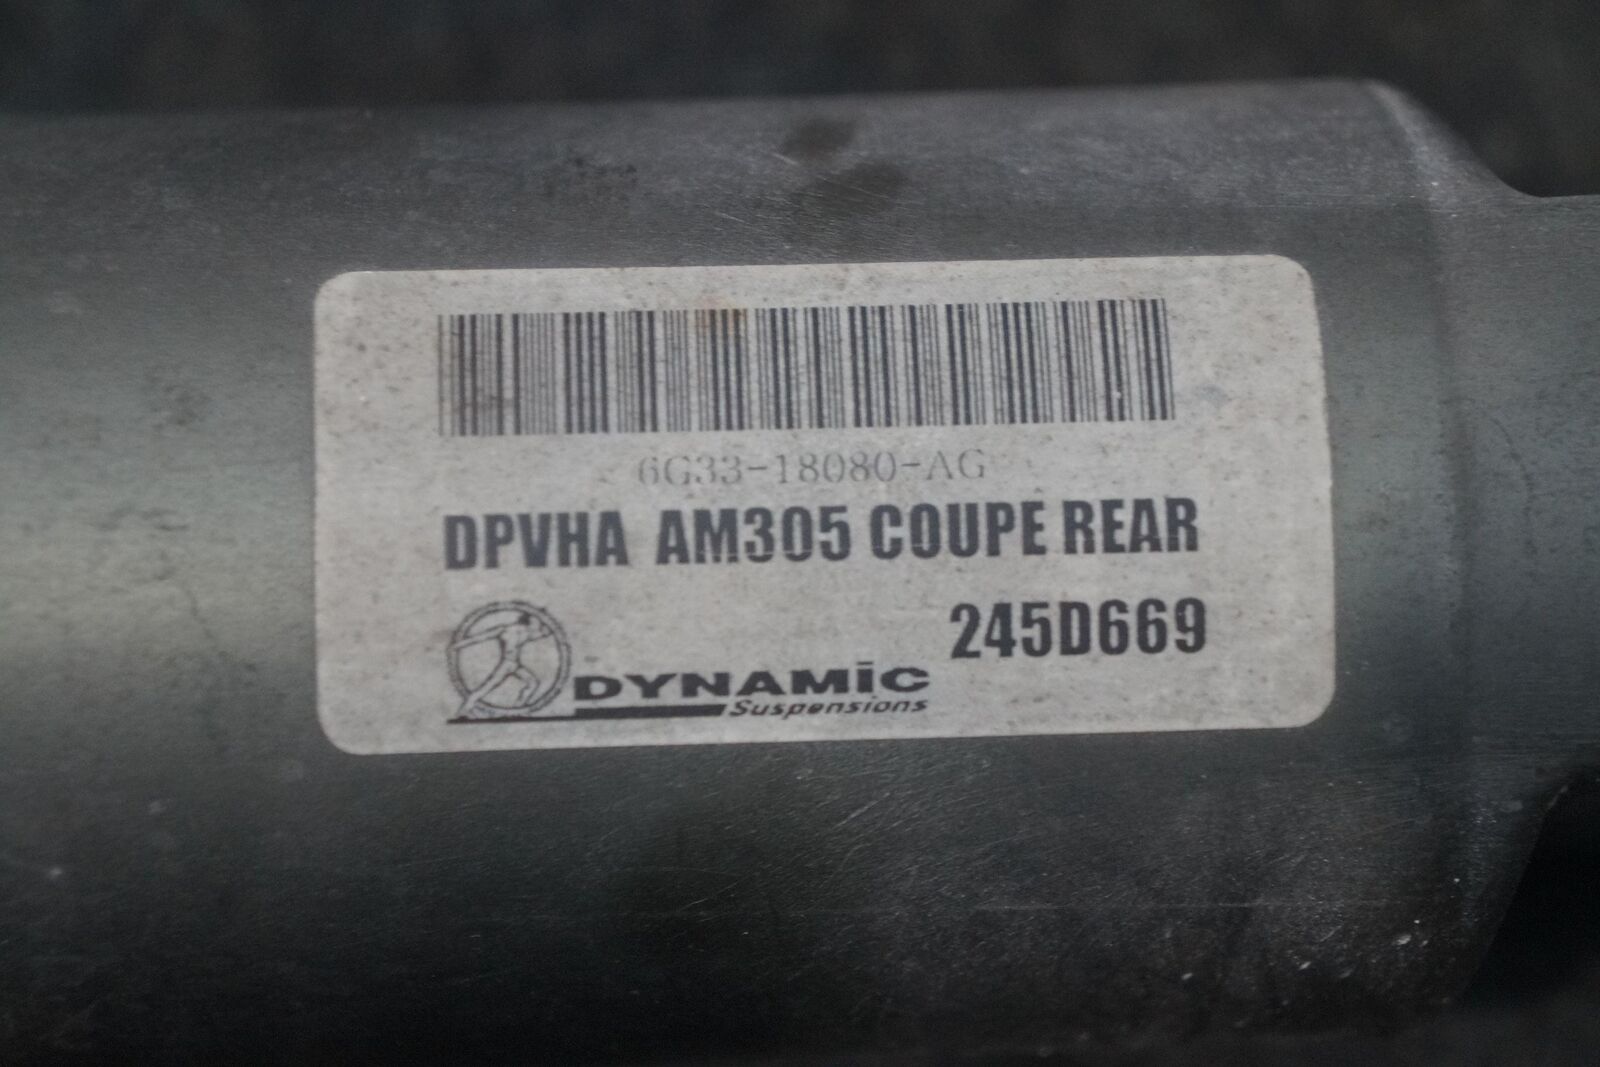 6G33-18080-AG
DPVHA AM305 COUPE REAR
245D669
DYNAMiC
Suspensions